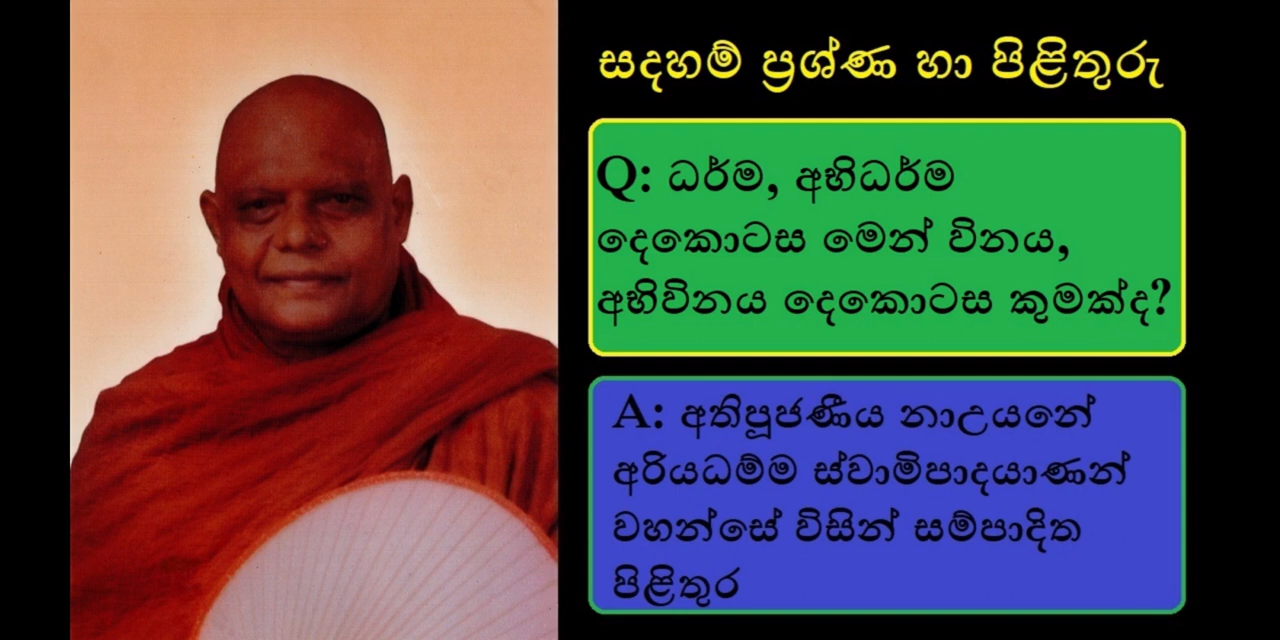 සදහම් ප්‍රශ්ණ හා පිළිතුරු
Q: ධර්ම, අභිධර්ම
දෙකොටස මෙන් විනය,
අභිවිනය දෙකොටස කුමක්ද?
A: අතිපූජණීය නාඋයනේ
අරියධම්ම ස්වාමිපාදයාණන්
වහන්සේ විසින් සම්පාදිත
පිළිතුර